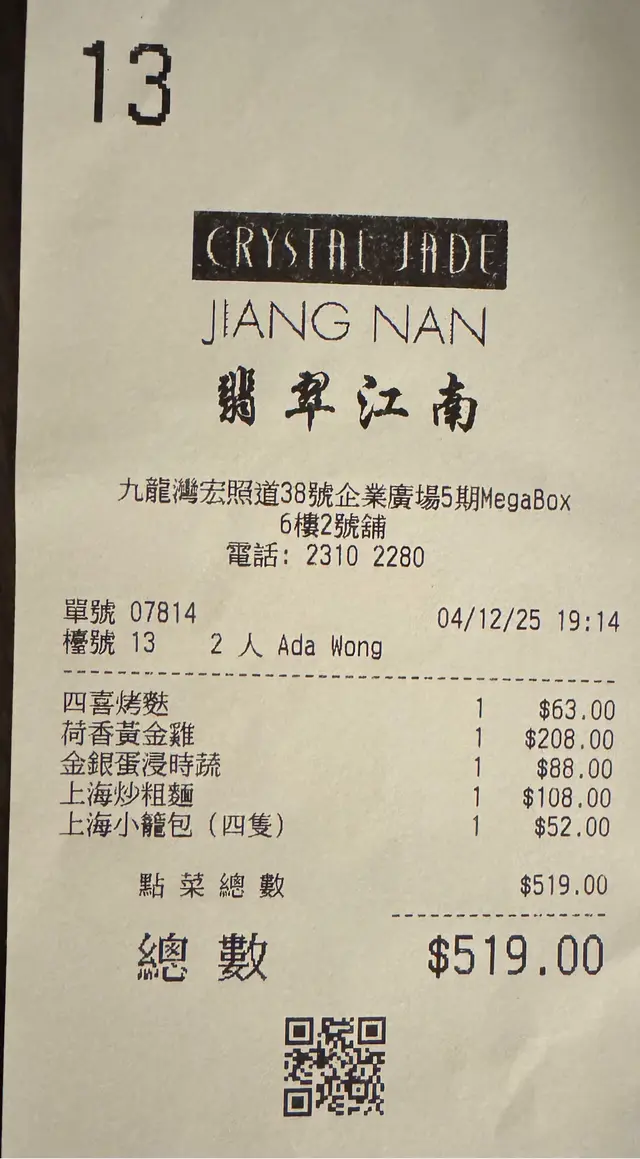 13
CRYSTAL JADE
JIANG NAN
翡翠江南
九龍灣宏照道38號企業廣場5期MegaBox
6樓2號舖
電話: 2310 2280
單號 07814 04/12/25 19:14
檯號 13 2 人 Ada Wong
四喜烤麩 1 $63.00
荷香黃金雞 1 $208.00
金銀蛋浸時蔬 1 $88.00
上海炒粗麵 1 $108.00
上海小籠包 (四隻) 1 $52.00
點菜總數 $519.00
總數 $519.00